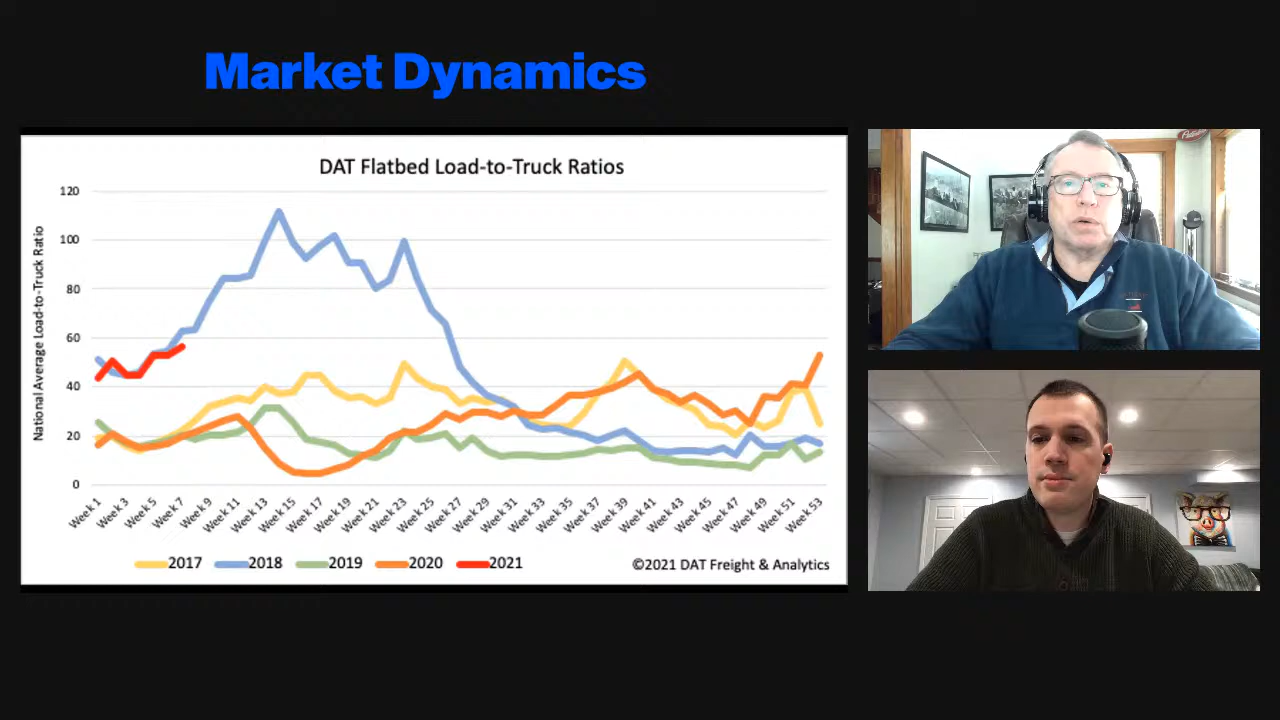 Market Dynamics
DAT Flatbed Load-to-Truck Ratios
National Average Load-to-Truck Ratio
120
100
80
60
40
20
0
Week 1
Week 3
Week 5
Week 7
Week 9
Week 11
Week 13
Week 15
Week 17
Week 19
Week 21
Week 23
Week 25
Week 27
Week 29
Week 31
Week 33
Week 35
Week 37
Week 39
Week 41
Week 43
Week 45
Week 47
Week 49
Week 51
Week 53
2017 2018 2019 2020 2021
©2021 DAT Freight & Analytics